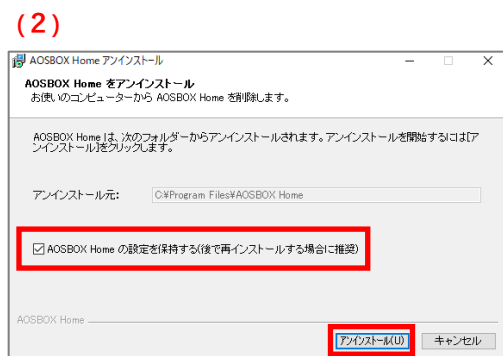 (2)
AOSBOX Home アンインストール
AOSBOX Home をアンインストール
お使いのコンピューターから AOSBOX Home を削除します。
AOSBOX Home は、次のフォルダーからアンインストールされます。アンインストールを開始するには[ア
ンインストール]をクリックします。
アンインストール元: C:¥Program Files¥AOSBOX Home
AOSBOX Home の設定を保持する(後で再インストールする場合に推奨)
AOSBOX Home
アンインストール(U) キャンセル